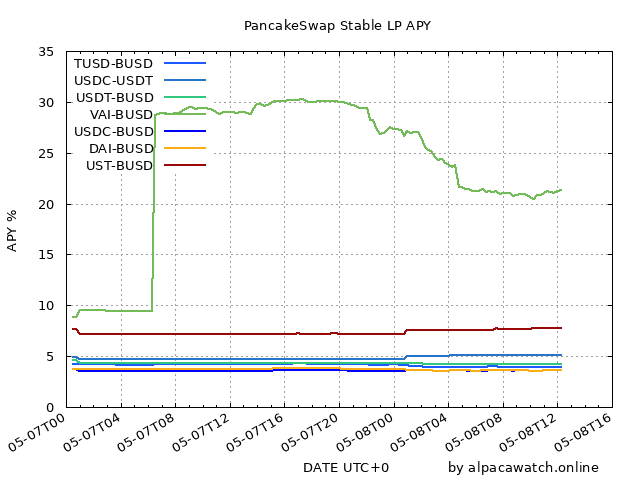 PancakeSwap Stable LP APY
35
30
25
20
15
10
5
0
APY %
TUSD-BUSD
USDC-USDT
USDT-BUSD
VAI-BUSD
USDC-BUSD
DAI-BUSD
UST-BUSD
05-07T00
05-07T04
05-07T08
05-07T12
05-07T16
05-07T20
05-08T00
05-08T04
05-08T08
05-08T12
05-08T16
DATE UTC+0
by alpacawatch.online